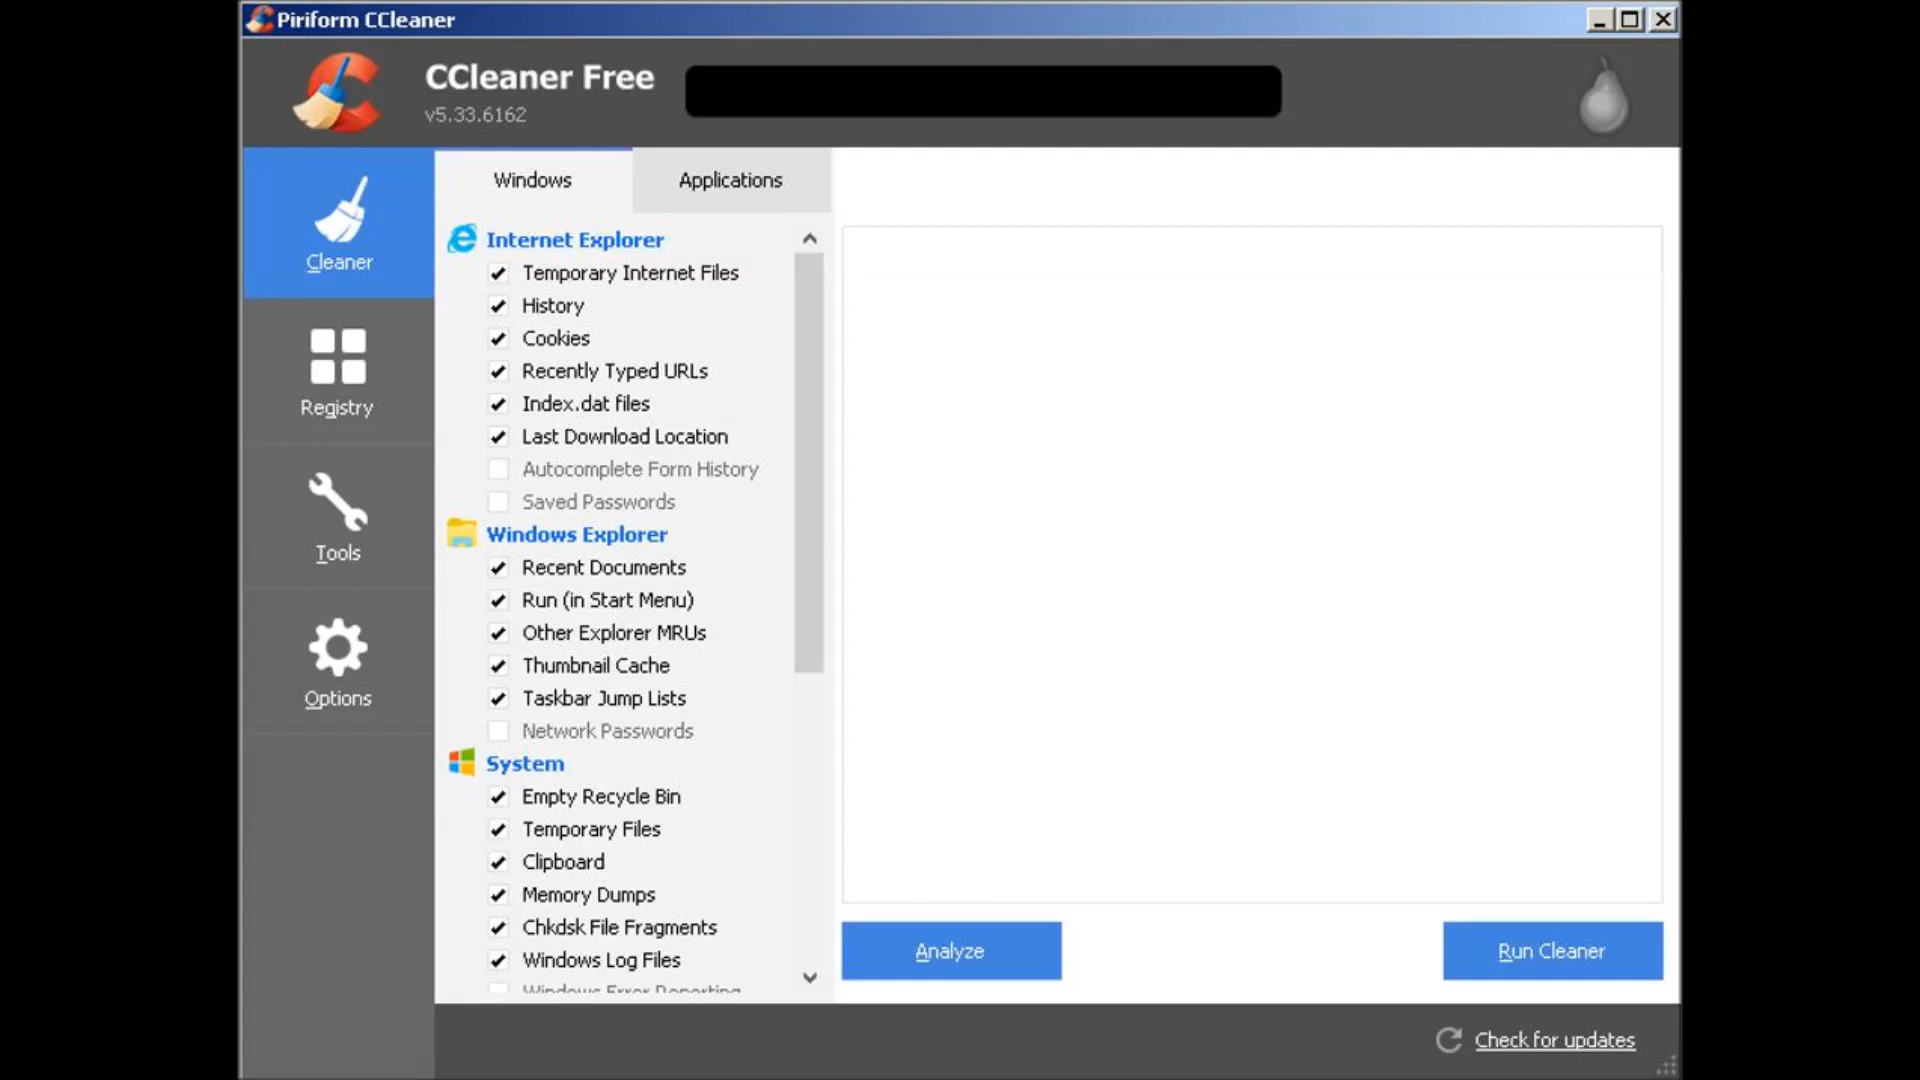 Piriform CCleaner
CCleaner Free
v5.33.6162
Cleaner
Registry
Tools
Options
Windows
Applications
Internet Explorer
Temporary Internet Files
History
Cookies
Recently Typed URLs
Index.dat files
Last Download Location
Autocomplete Form History
Saved Passwords
Windows Explorer
Recent Documents
Run (in Start Menu)
Other Explorer MRUs
Thumbnail Cache
Taskbar Jump Lists
Network Passwords
System
Empty Recycle Bin
Temporary Files
Clipboard
Memory Dumps
Chkdsk File Fragments
Windows Log Files
Windows Error Reporting
Analyze
Run Cleaner
Check for updates